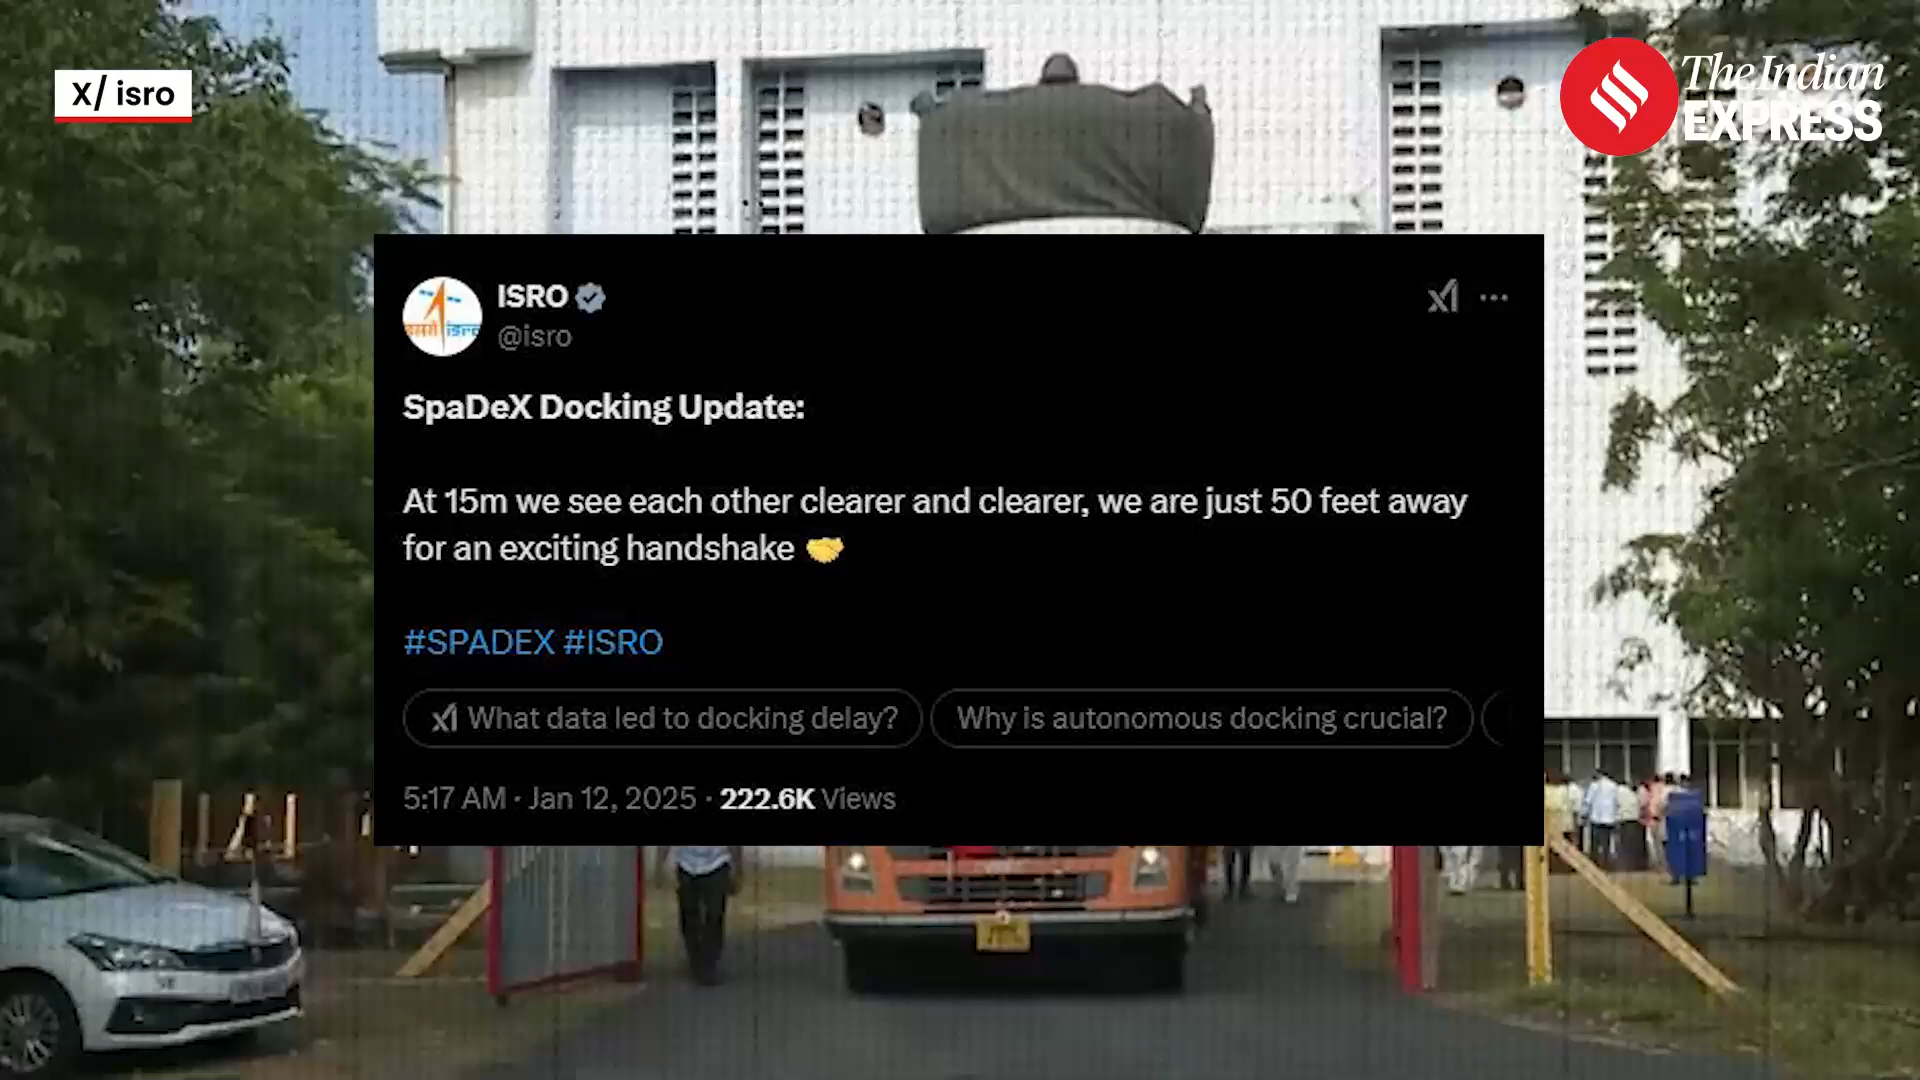 X/ isro
The Indian
EXPRESS
इसरो isro
ISRO
@isro
SpaDeX Docking Update:
At 15m we see each other clearer and clearer, we are just 50 feet away
for an exciting handshake 🤝
#SPADEX #ISRO
What data led to docking delay?
Why is autonomous docking crucial?
5:17 AM · Jan 12, 2025 · 222.6K Views